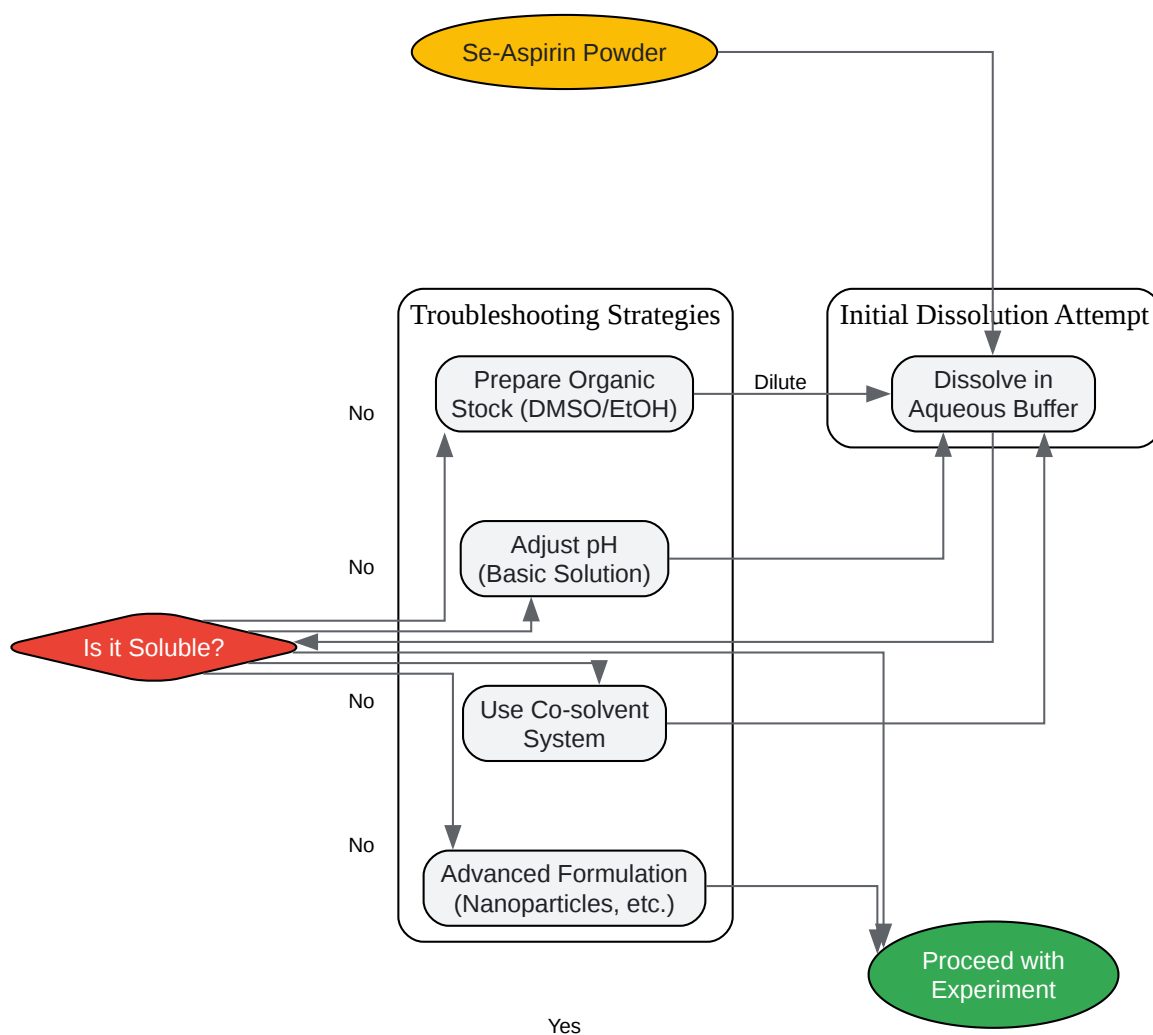 Se-Aspirin Powder
Troubleshooting Strategies
Initial Dissolution Attempt
Prepare Organic
Stock (DMSO/EtOH)
Dilute
Dissolve in
Aqueous Buffer
No
Adjust pH
(Basic Solution)
No
Is it Soluble?
No
Use Co-solvent
System
No
Advanced Formulation
(Nanoparticles, etc.)
Proceed with
Experiment
Yes